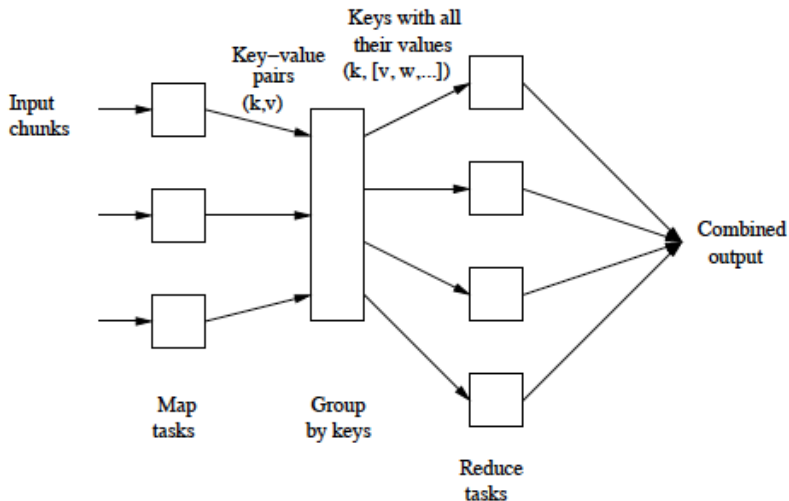 Input
chunks
Key–value
pairs
(k,v)
Keys with all
their values
(k, [v, w,...])
Combined
output
Map
tasks
Group
by keys
Reduce
tasks